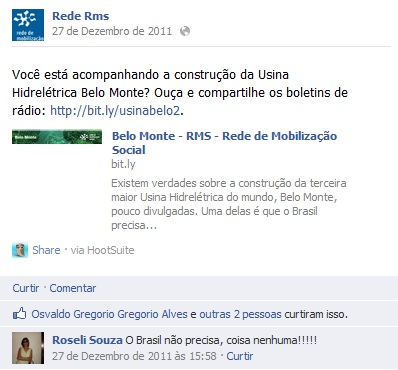 Rede Rms
27 de Dezembro de 2011
rede de
mobilização
Você está acompanhando a construção da Usina
Hidrelétrica Belo Monte? Ouça e compartilhe os boletins de
rádio: http://bit.ly/usinabelo2.
Belo Monte
Belo Monte - RMS - Rede de Mobilização
Social
bit.ly
Existem verdades sobre a construção da terceira
maior Usina Hidrelétrica do mundo, Belo Monte,
pouco divulgadas. Uma delas é que o Brasil
precisa...
Share · via HootSuite
Curtir · Comentar
Osvaldo Gregorio Gregorio Alves e outras 2 pessoas curtiram isso.
Roseli Souza O Brasil não precisa, coisa nenhuma!!!!!
27 de Dezembro de 2011 às 15:58 · Curtir